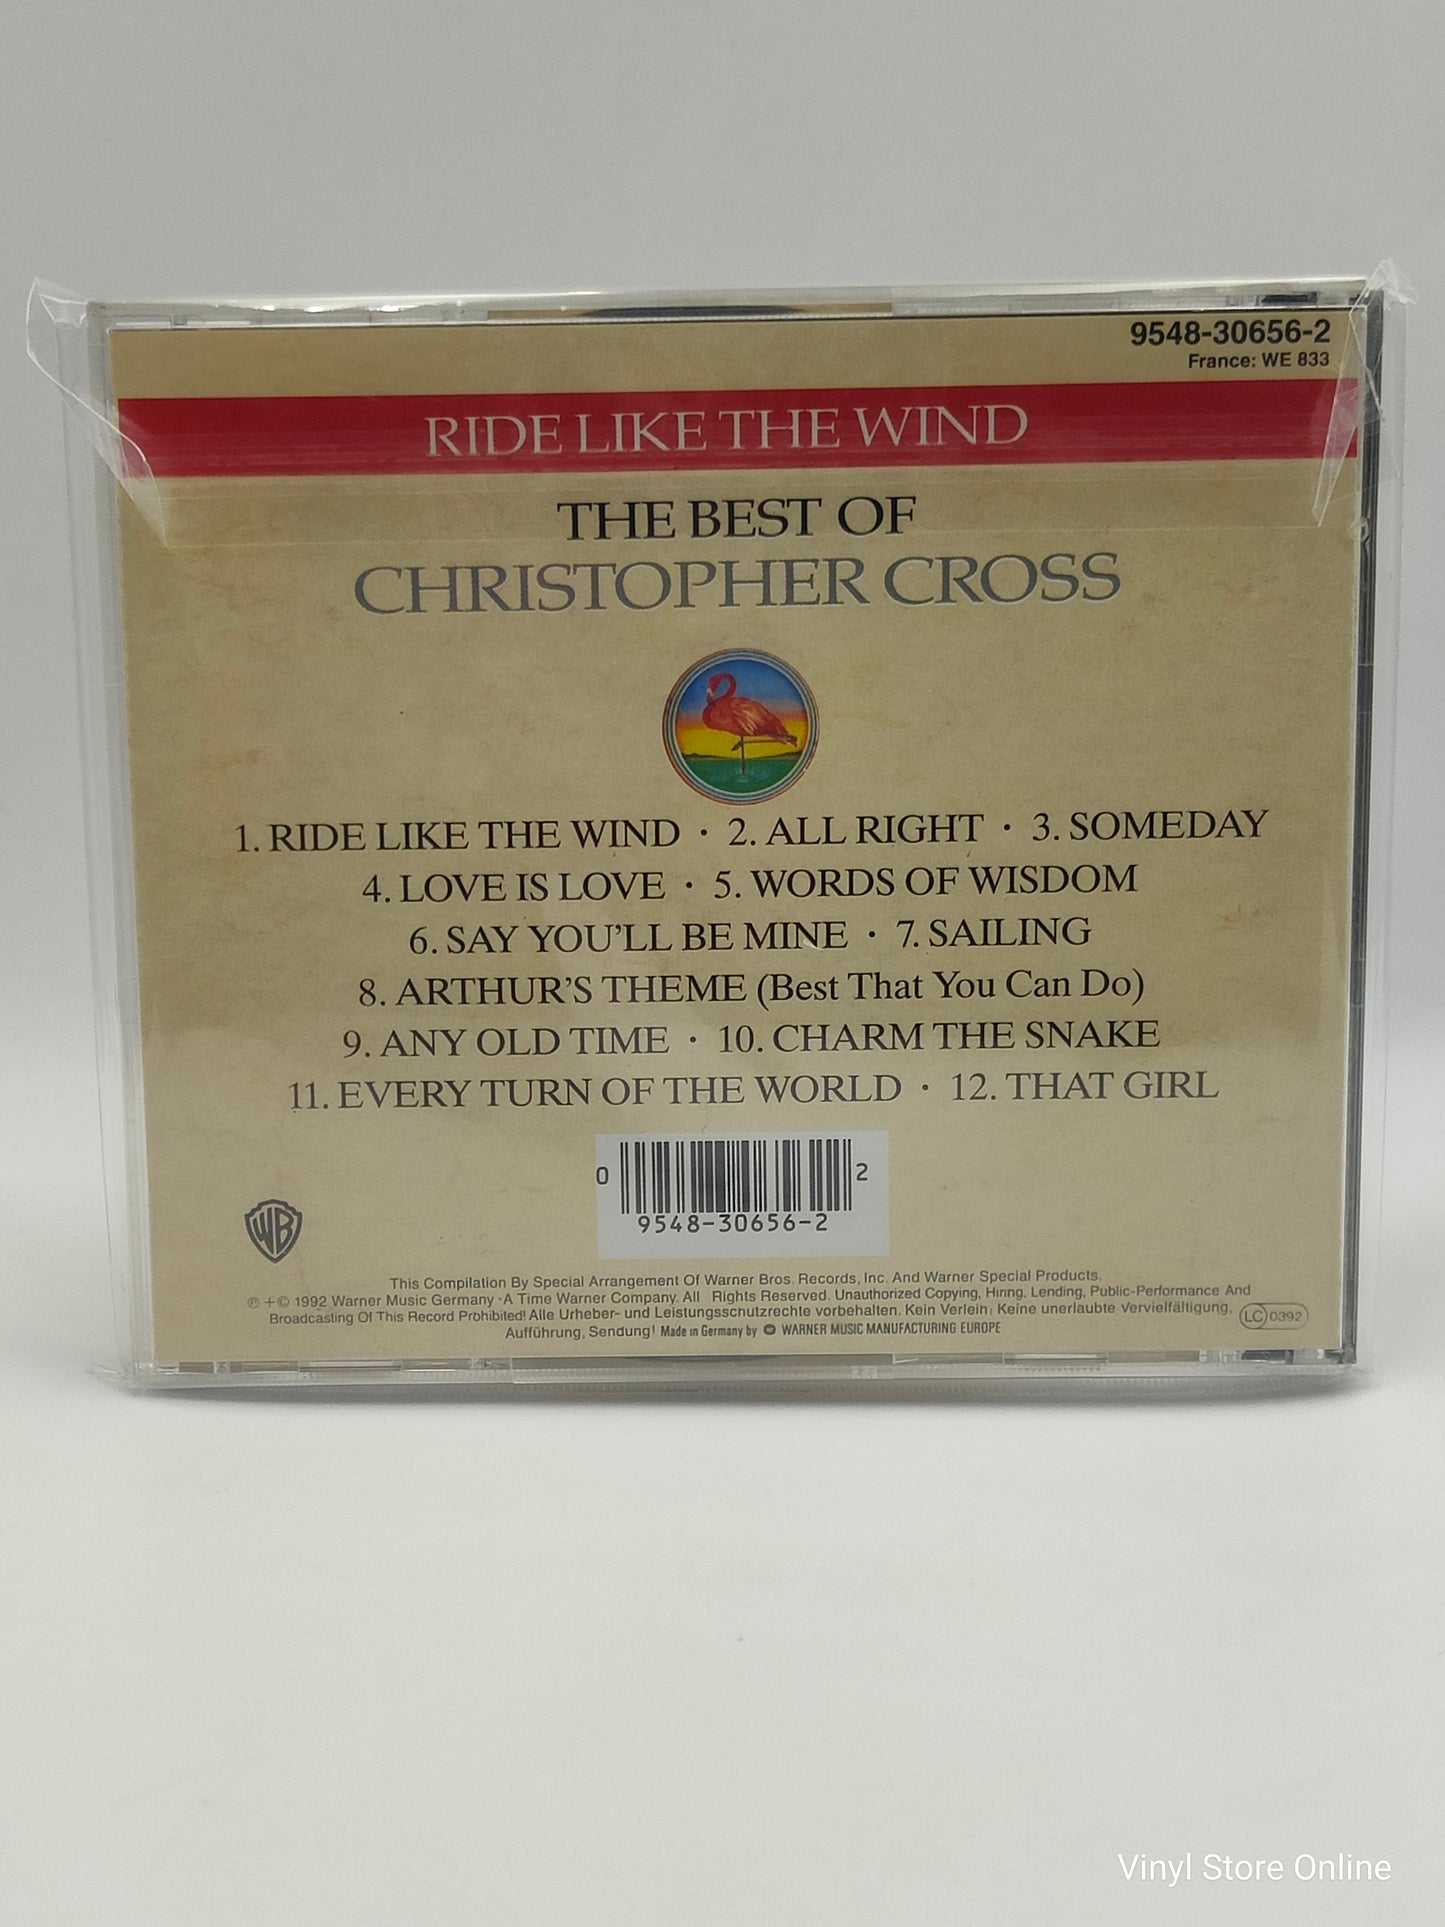 9548-30656-2
France: WE 833
RIDE LIKE THE WIND
THE BEST OF
CHRISTOPHER CROSS
1. RIDE LIKE THE WIND · 2. ALL RIGHT · 3. SOMEDAY
4. LOVE IS LOVE · 5. WORDS OF WISDOM
6. SAY YOU'LL BE MINE · 7. SAILING
8. ARTHUR'S THEME (Best That You Can Do)
9. ANY OLD TIME · 10. CHARM THE SNAKE
11. EVERY TURN OF THE WORLD · 12. THAT GIRL
0 2
9548-30656-2
WB
This Compilation By Special Arrangement Of Warner Bros. Records, Inc. And Warner Special Products.
℗ + © 1992 Warner Music Germany · A Time Warner Company. All Rights Reserved. Unauthorized Copying, Hiring, Lending, Public-Performance And
Broadcasting Of This Record Prohibited! Alle Urheber- und Leistungsschutzrechte vorbehalten. Kein Verleih! Keine unerlaubte Vervielfältigung,
LC 0392
Aufführung, Sendung! Made in Germany by WARNER MUSIC MANUFACTURING EUROPE
Vinyl Store Online